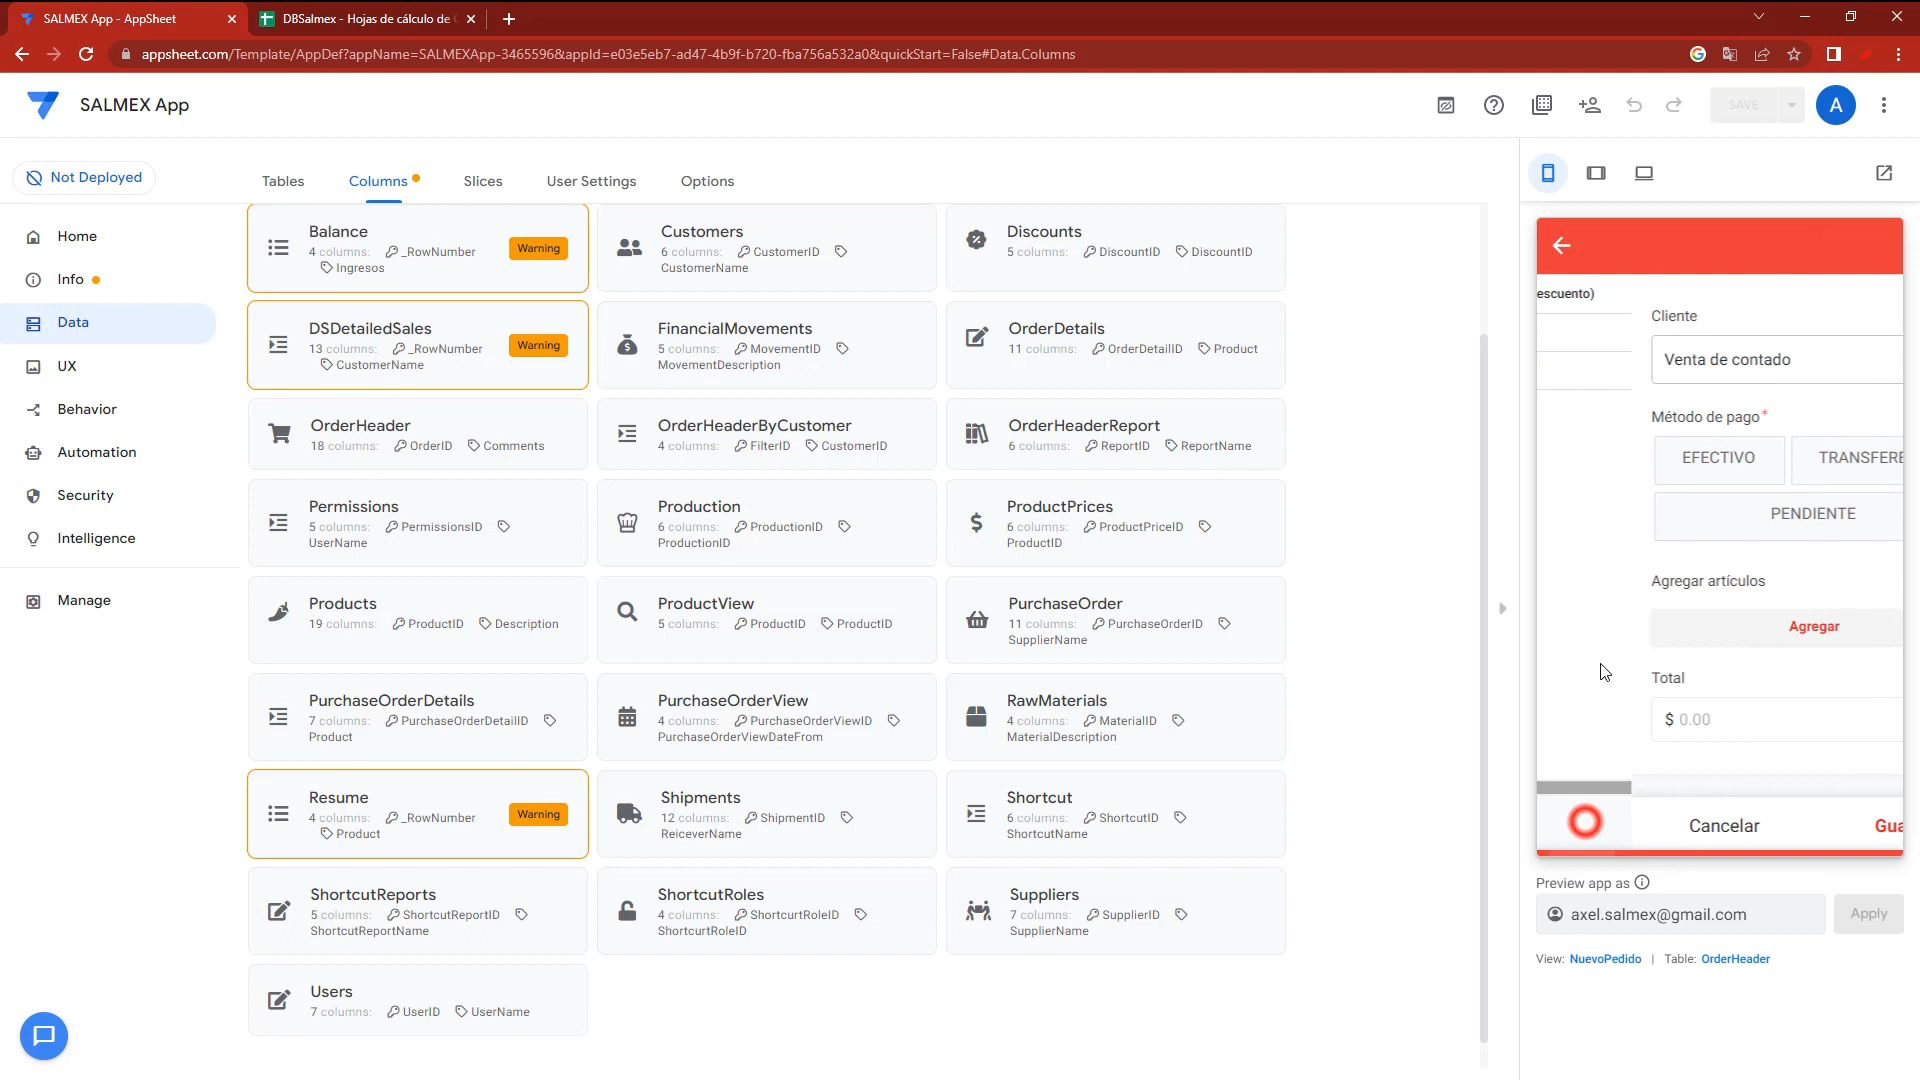 SALMEX App - AppSheet
DBSalmex - Hojas de cálculo de
appsheet.com/Template/AppDef?appName=SALMEXApp-3465596&appId=e03e5eb7-ad47-4b9f-b720-fba756a532a0&quickStart=False#Data.Columns
SALMEX App
SAVE
A
Not Deployed
Tables
Columns
Slices
User Settings
Options
Home
Info
Data
UX
Behavior
Automation
Security
Intelligence
Manage
Balance
4 columns: _RowNumber
Ingresos
Warning
Customers
6 columns: CustomerID
CustomerName
Discounts
5 columns: DiscountID DiscountID
DSDetailedSales
13 columns: _RowNumber
CustomerName
Warning
FinancialMovements
5 columns: MovementID
MovementDescription
OrderDetails
11 columns: OrderDetailID Product
OrderHeader
18 columns: OrderID Comments
OrderHeaderByCustomer
4 columns: FilterID CustomerID
OrderHeaderReport
6 columns: ReportID ReportName
Permissions
5 columns: PermissionsID
UserName
Production
6 columns: ProductionID
ProductionID
ProductPrices
6 columns: ProductPriceID
ProductID
Products
19 columns: ProductID Description
ProductView
5 columns: ProductID ProductID
PurchaseOrder
11 columns: PurchaseOrderID
SupplierName
PurchaseOrderDetails
7 columns: PurchaseOrderDetailID
Product
PurchaseOrderView
4 columns: PurchaseOrderViewID
PurchaseOrderViewDateFrom
RawMaterials
4 columns: MaterialID
MaterialDescription
Resume
4 columns: _RowNumber
Product
Warning
Shipments
12 columns: ShipmentID
ReiceverName
Shortcut
6 columns: ShortcutID
ShortcutName
ShortcutReports
5 columns: ShortcutReportID
ShortcutReportName
ShortcutRoles
4 columns: ShortcurtRoleID
ShortcurtRoleID
Suppliers
7 columns: SupplierID
SupplierName
Users
7 columns: UserID UserName
escuento)
Cliente
Venta de contado
Método de pago*
EFECTIVO
TRANSFERE
PENDIENTE
Agregar artículos
Agregar
Total
$ 0.00
Cancelar
Gua
Preview app as
axel.salmex@gmail.com
Apply
View: NuevoPedido | Table: OrderHeader